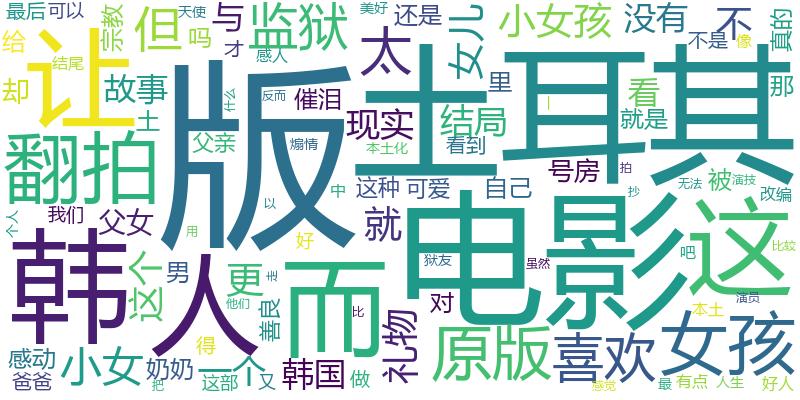 最后
可以
天使
与
监狱
美好
还是
女儿
小女孩
没有
不
真的
给
让
宗教
但
吗
才
感人
太
不是
像
结尾
却
故事
土
版
什么
反而
催泪
里
土耳其
看
那
翻拍
父亲
煽情
现实
结局
就是
本土化
看到
一
拍
号房
这种
可爱
自己
中
被
演技
抄
无法
改编
个人
我们
父女
以
就
电影
这
用
好
韩
人
这个
男
更
而
狱友
虽然
吧
比较
走
善良
他们
比
对
礼物
本土
演员
得
原版
喜欢
女孩
感动
小女
奶奶
一个
韩国
爸爸
把
这部
又
做
感觉
最
有点
人生
好人